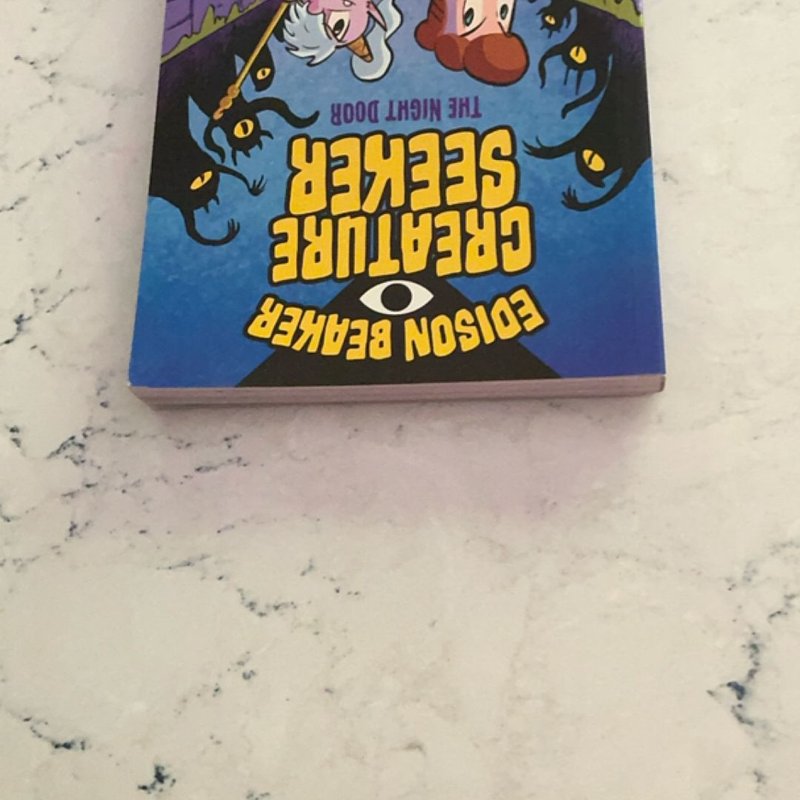 EDISON BEAKER
CREATURE
SEEKER
THE NIGHT DOOR